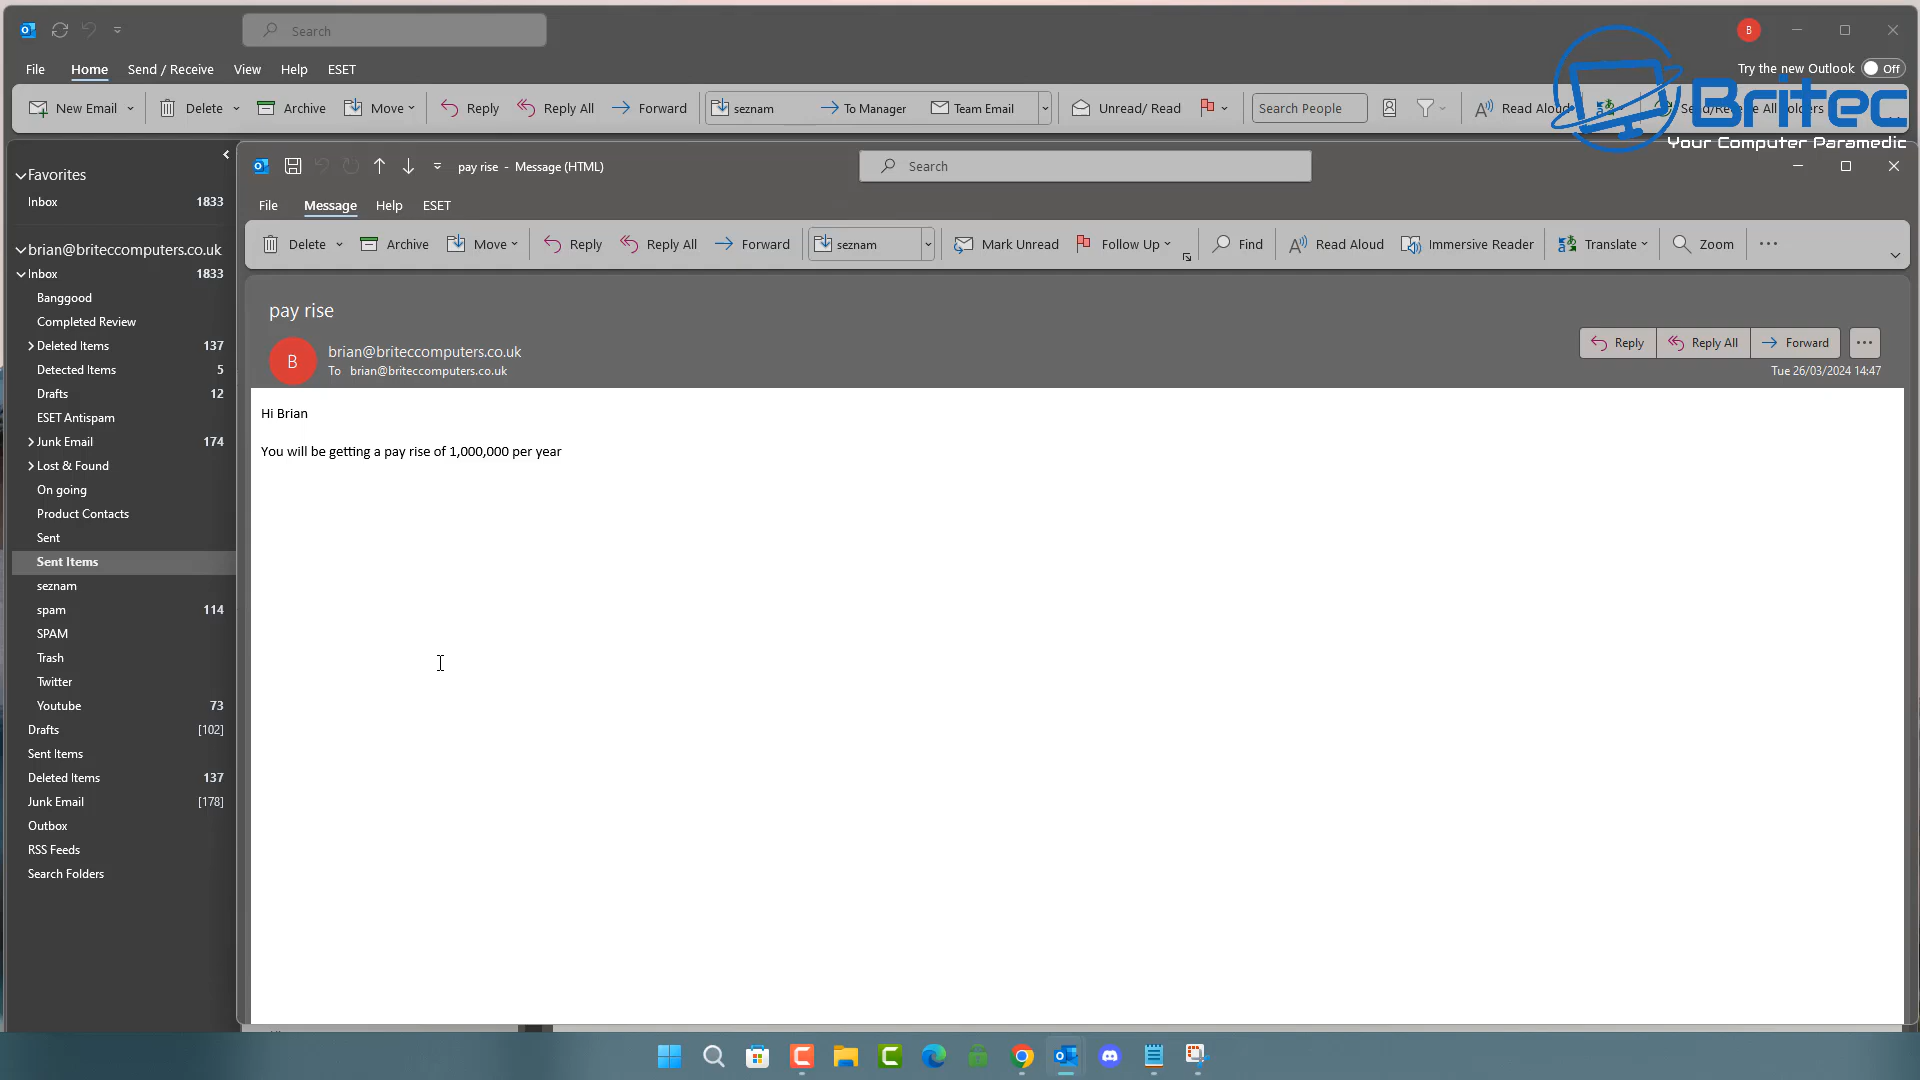 Search
B
File Home Send / Receive View Help ESET
Try the new Outlook Off
New Email Delete Archive Move Reply Reply All Forward seznam To Manager Team Email Unread/ Read Search People Read Aloud
Britec
Your Computer Paramedic
pay rise - Message (HTML) Search
File Message Help ESET
Delete Archive Move Reply Reply All Forward seznam Mark Unread Follow Up Find Read Aloud Immersive Reader Translate Zoom
Favorites
Inbox 1833
brian@briteccomputers.co.uk
Inbox 1833
Banggood
Completed Review
Deleted Items 137
Detected Items 5
Drafts 12
ESET Antispam
Junk Email 174
Lost & Found
On going
Product Contacts
Sent
Sent Items
seznam
spam 114
SPAM
Trash
Twitter
Youtube 73
Drafts [102]
Sent Items
Deleted Items 137
Junk Email [178]
Outbox
RSS Feeds
Search Folders
pay rise
B
brian@briteccomputers.co.uk
To brian@briteccomputers.co.uk
Reply Reply All Forward
Tue 26/03/2024 14:47
Hi Brian
You will be getting a pay rise of 1,000,000 per year